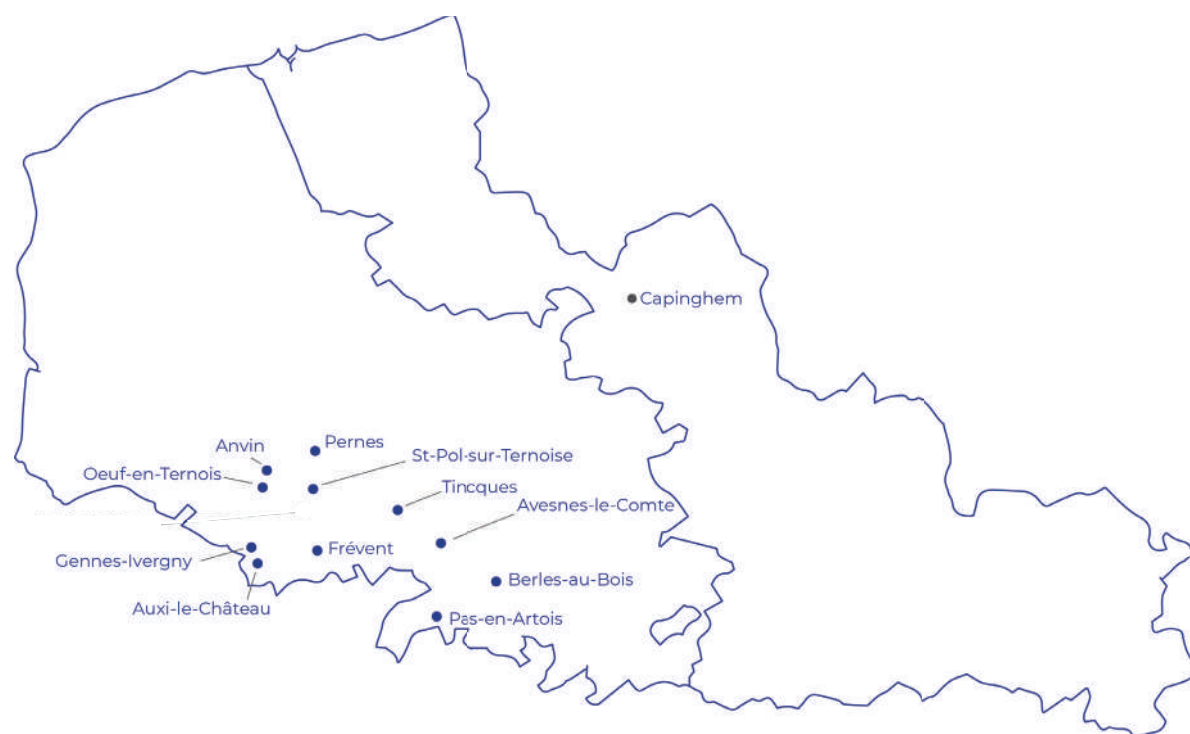 Capinghem
Pernes
Anvin
St-Pol-sur-Ternoise
Oeuf-en-Ternois
Tincques
Avesnes-le-Comte
Frévent
Gennes-Ivergny
Berles-au-Bois
Auxi-le-Château
Pas-en-Artois